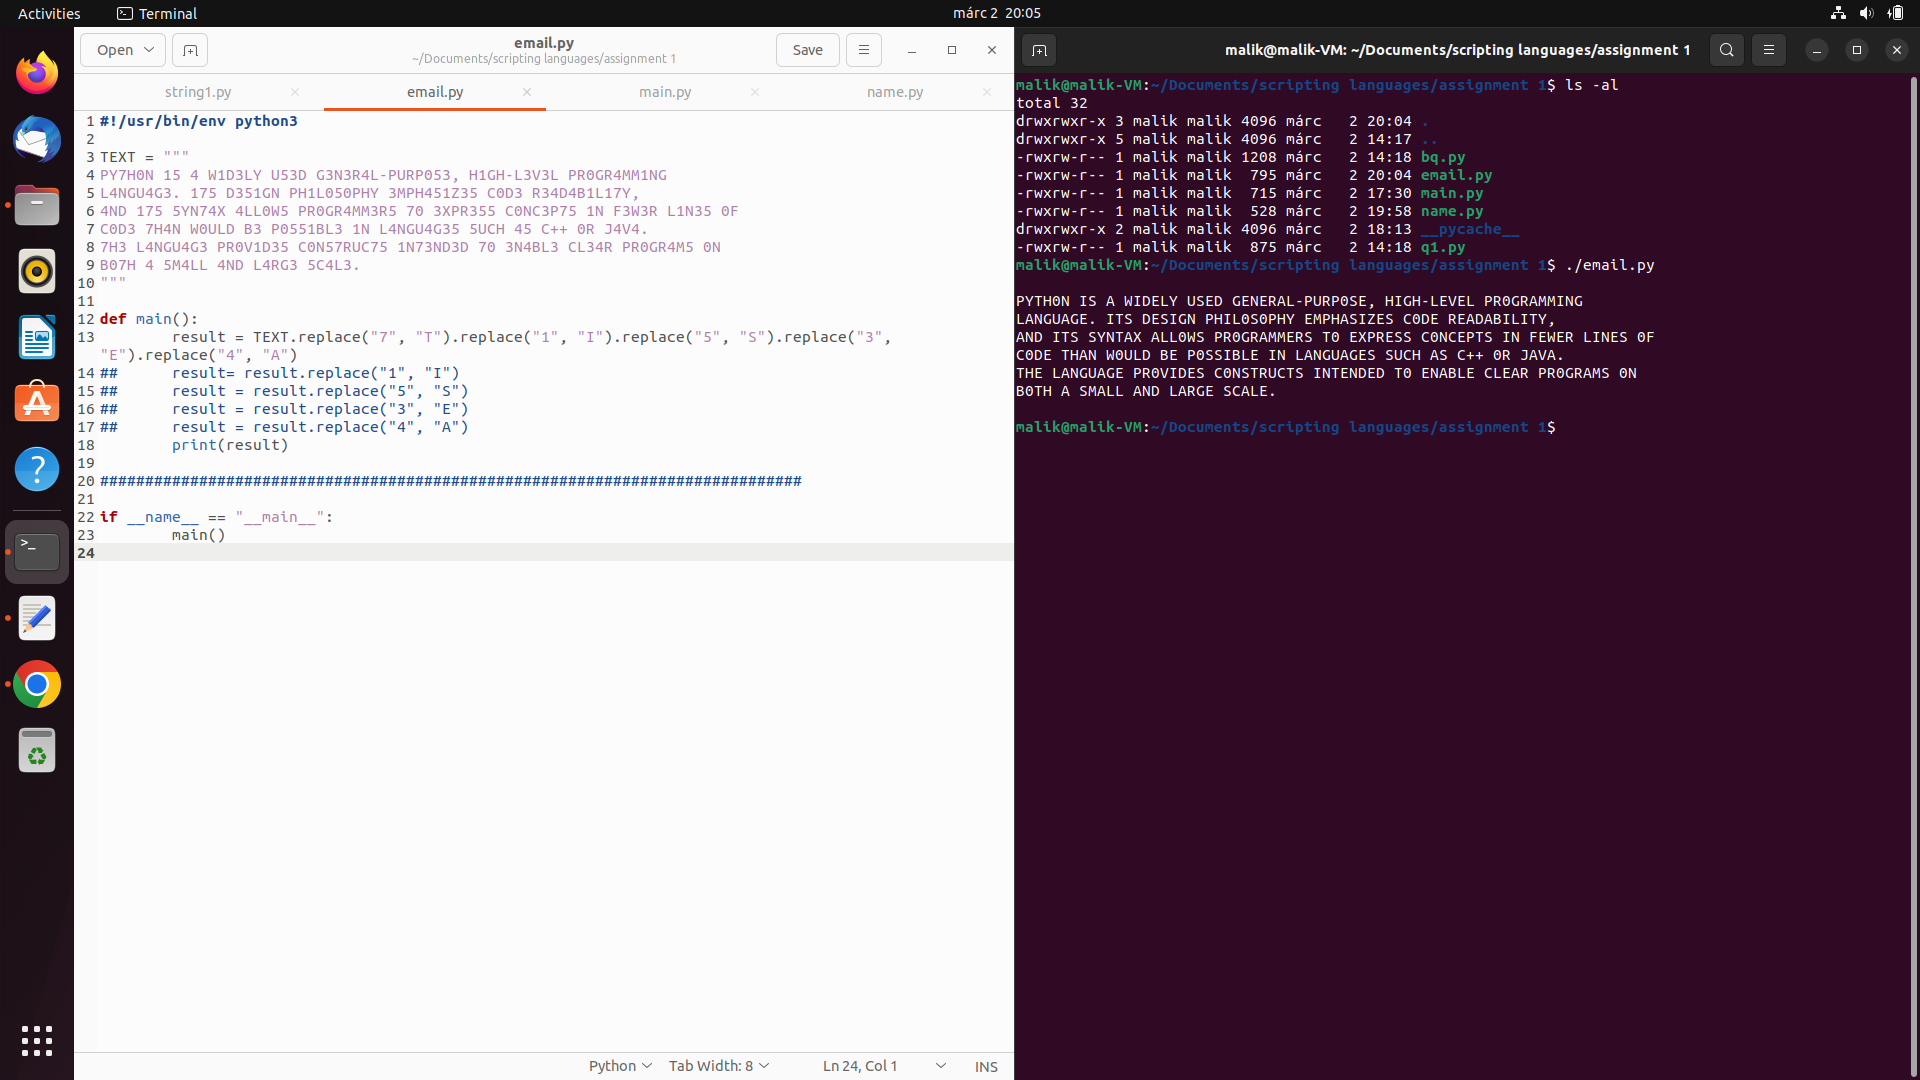 Activities
Terminal
márc 2 20:05
Open
email.py
~/Documents/scripting languages/assignment 1
Save
string1.py
email.py
main.py
name.py
1 #!/usr/bin/env python3
2
3 TEXT = """
4 PY7H0N 15 4 W1D3LY U53D G3N3R4L-PURP053, H1GH-L3V3L PR0GR4MM1NG
5 L4NGU4G3. 175 D351GN PH1L050PHY 3MPH451Z35 C0D3 R34D4B1L17Y,
6 4ND 175 5YN74X 4LL0W5 PR0GR4MM3R5 70 3XPR355 C0NC3P75 1N F3W3R L1N35 0F
7 C0D3 7H4N W0ULD B3 P0551BL3 1N L4NGU4G35 5UCH 45 C++ 0R J4V4.
8 7H3 L4NGU4G3 PR0V1D35 C0N57RUC75 1N73ND3D 70 3N4BL3 CL34R PR0GR4M5 0N
9 B07H 4 5M4LL 4ND L4RG3 5C4L3.
10 """
11
12 def main():
13         result = TEXT.replace("7", "T").replace("1", "I").replace("5", "S").replace("3",
"E").replace("4", "A")
14 ##      result= result.replace("1", "I")
15 ##      result = result.replace("5", "S")
16 ##      result = result.replace("3", "E")
17 ##      result = result.replace("4", "A")
18         print(result)
19
20 ##############################################################################
21
22 if __name__ == "__main__":
23         main()
24
Python
Tab Width: 8
Ln 24, Col 1
INS
malik@malik-VM: ~/Documents/scripting languages/assignment 1
malik@malik-VM:~/Documents/scripting languages/assignment 1$ ls -al
total 32
drwxrwxr-x 3 malik malik 4096 márc   2 20:04 .
drwxrwxr-x 5 malik malik 4096 márc   2 14:17 ..
-rwxrw-r-- 1 malik malik 1208 márc   2 14:18 bq.py
-rwxrw-r-- 1 malik malik  795 márc   2 20:04 email.py
-rwxrw-r-- 1 malik malik  715 márc   2 17:30 main.py
-rwxrw-r-- 1 malik malik  528 márc   2 19:58 name.py
drwxrwxr-x 2 malik malik 4096 márc   2 18:13 __pycache__
-rwxrw-r-- 1 malik malik  875 márc   2 14:18 q1.py
malik@malik-VM:~/Documents/scripting languages/assignment 1$ ./email.py
PYTH0N IS A WIDELY USED GENERAL-PURP0SE, HIGH-LEVEL PR0GRAMMING
LANGUAGE. ITS DESIGN PHIL0S0PHY EMPHASIZES C0DE READABILITY,
AND ITS SYNTAX ALL0WS PR0GRAMMERS T0 EXPRESS C0NCEPTS IN FEWER LINES 0F
C0DE THAN W0ULD BE P0SSIBLE IN LANGUAGES SUCH AS C++ 0R JAVA.
THE LANGUAGE PR0VIDES C0NSTRUCTS INTENDED T0 ENABLE CLEAR PR0GRAMS 0N
B0TH A SMALL AND LARGE SCALE.
malik@malik-VM:~/Documents/scripting languages/assignment 1$